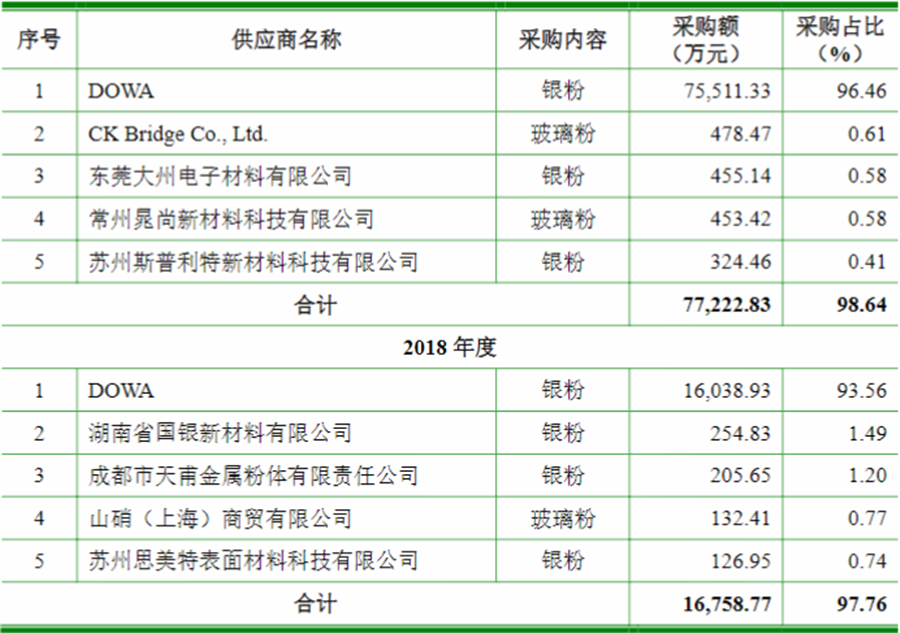 序号 供应商名称 采购内容 采购额（万元） 采购占比（%）
1 DOWA 银粉 75,511.33 96.46
2 CK Bridge Co., Ltd. 玻璃粉 478.47 0.61
3 东莞大州电子材料有限公司 银粉 455.14 0.58
4 常州晁尚新材料科技有限公司 玻璃粉 453.42 0.58
5 苏州斯普利特新材料科技有限公司 银粉 324.46 0.41
合计 77,222.83 98.64
2018 年度
1 DOWA 银粉 16,038.93 93.56
2 湖南省国银新材料有限公司 银粉 254.83 1.49
3 成都市天甫金属粉体有限责任公司 银粉 205.65 1.20
4 山硝（上海）商贸有限公司 玻璃粉 132.41 0.77
5 苏州思美特表面材料科技有限公司 银粉 126.95 0.74
合计 16,758.77 97.76